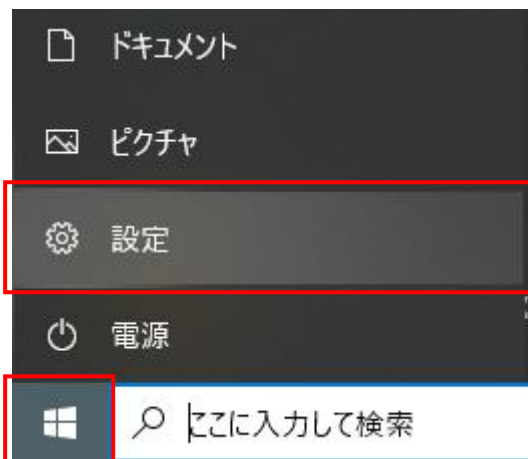 ドキュメント
ピクチャ
設定
電源
ここに入力して検索